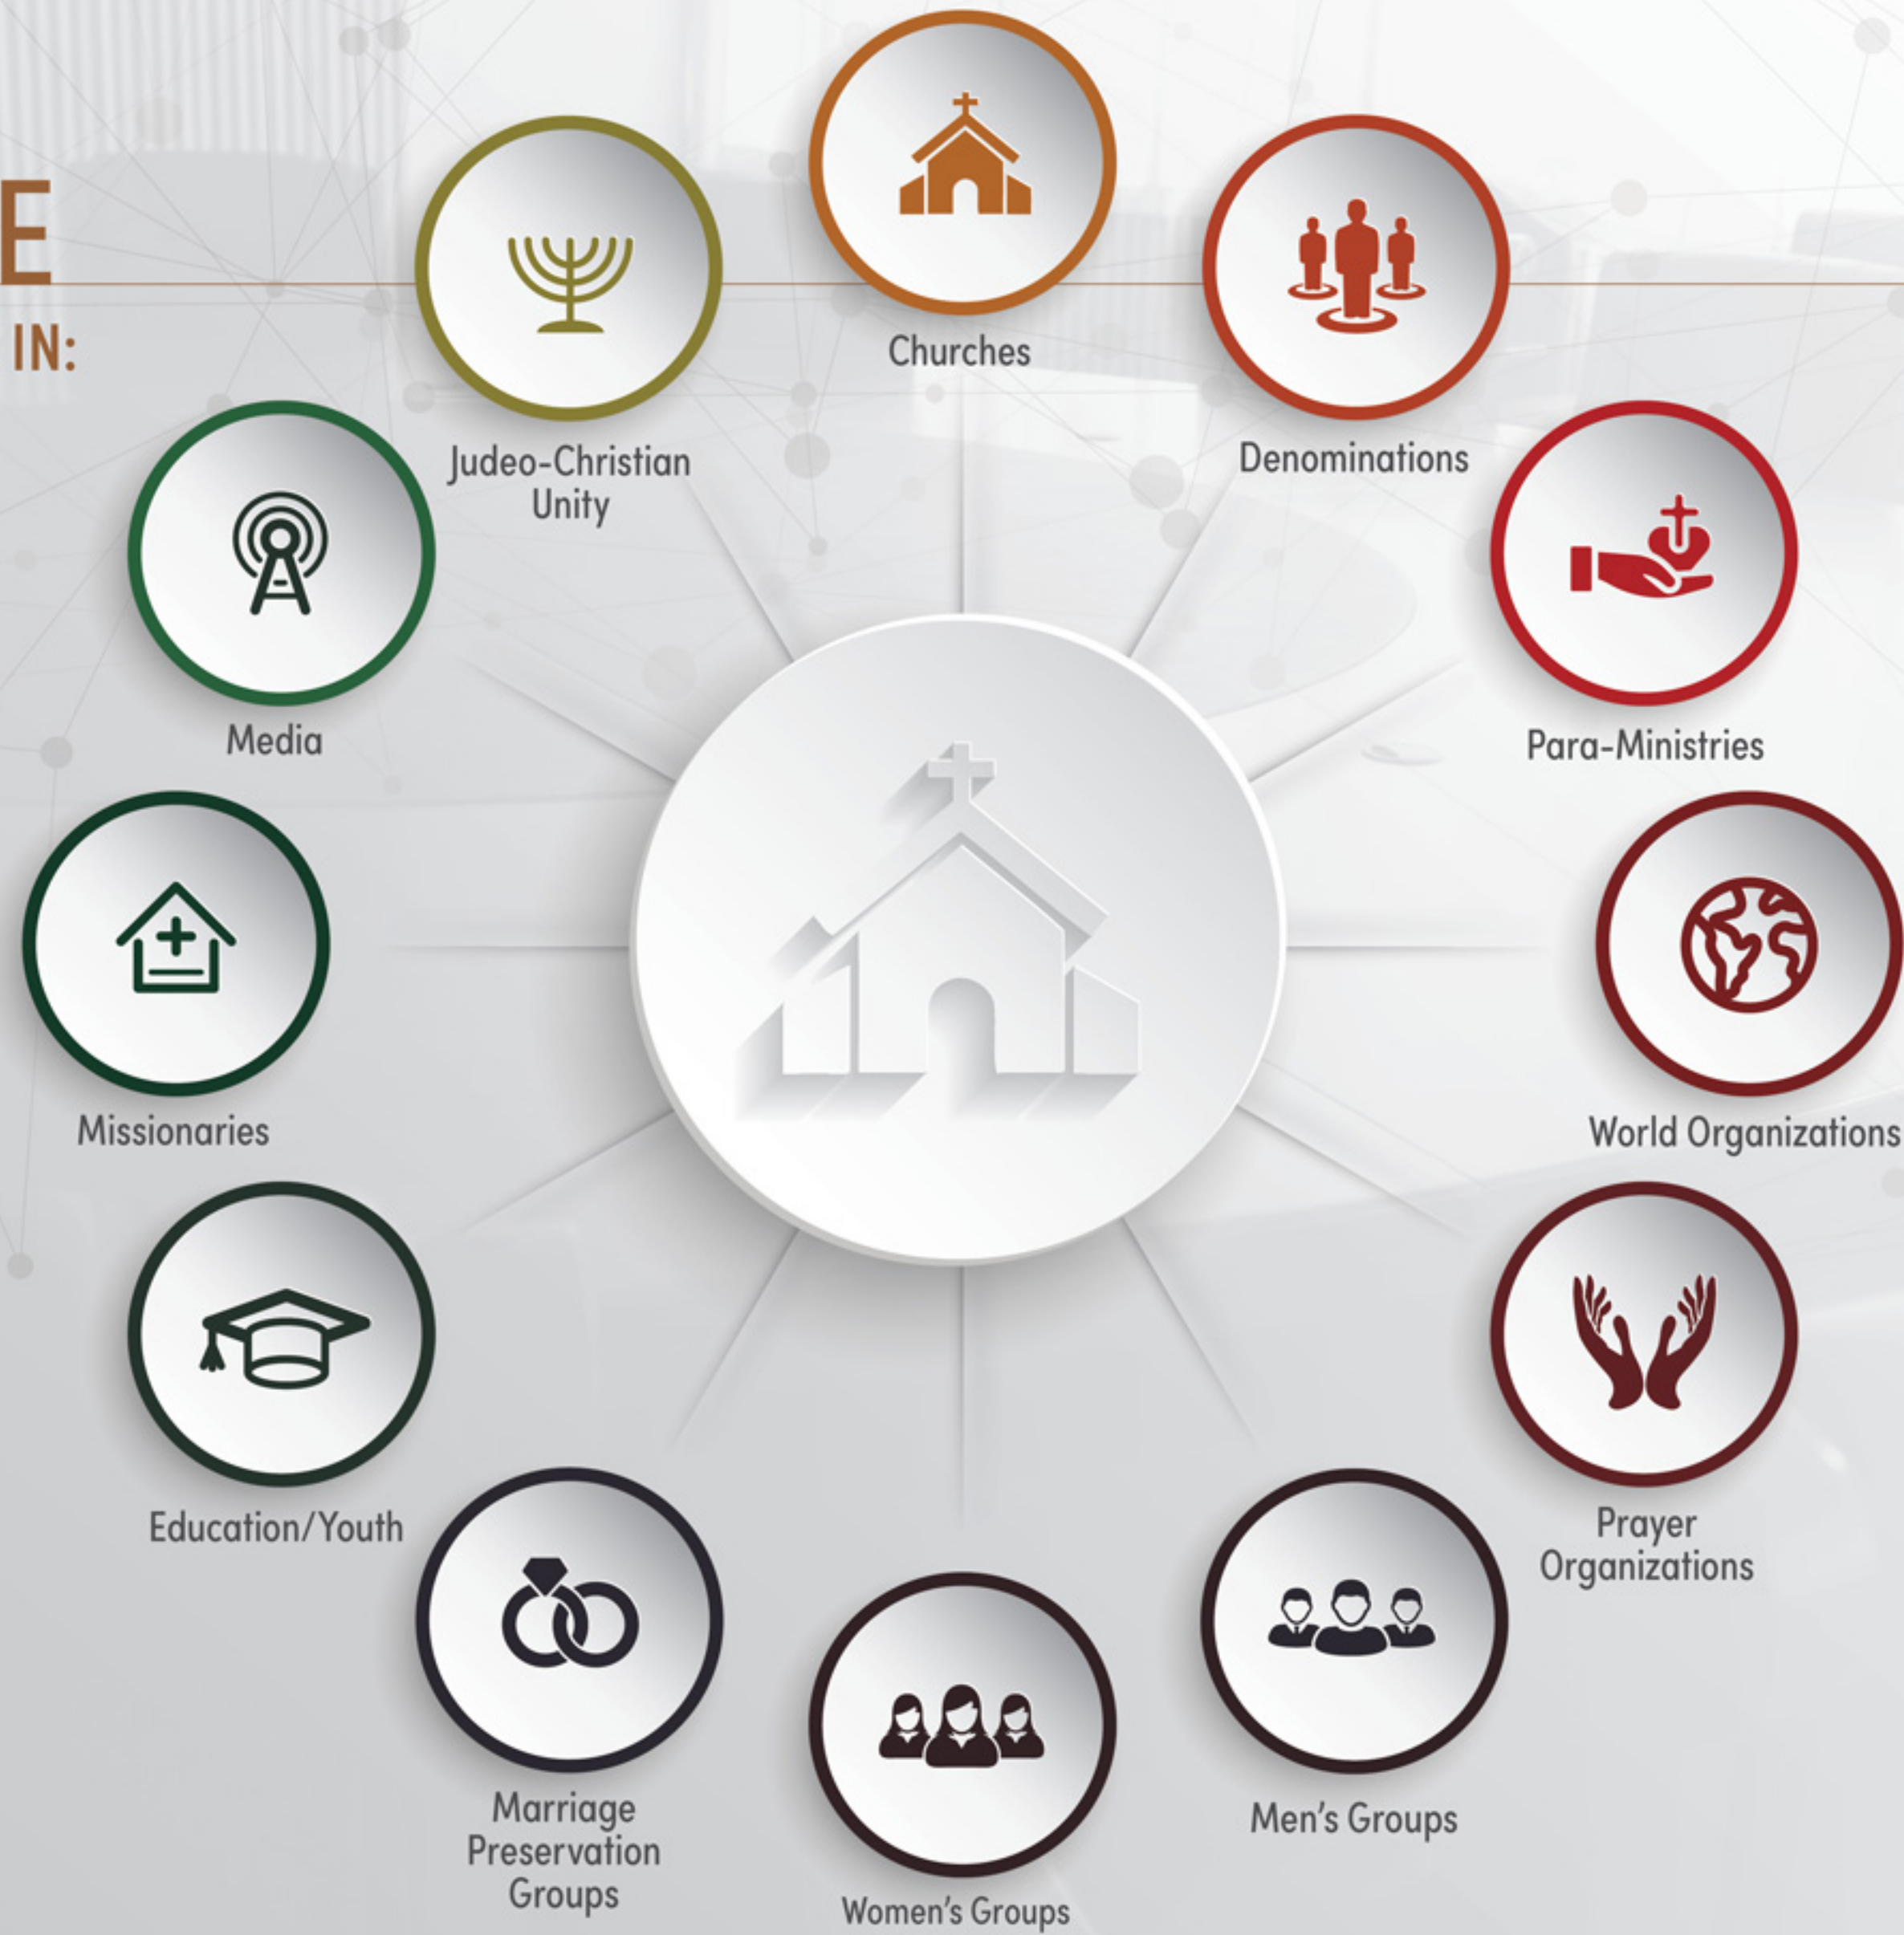 E
IN:
Churches
Denominations
Para-Ministries
World Organizations
Prayer
Organizations
Men's Groups
Women's Groups
Marriage
Preservation
Groups
Education/Youth
Missionaries
Media
Judeo-Christian
Unity